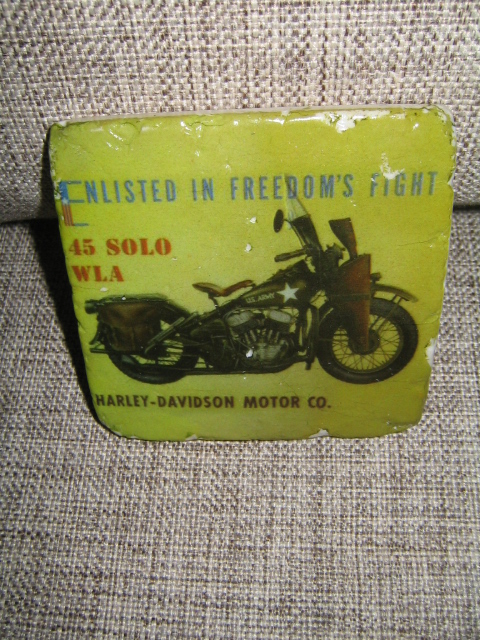 ENLISTED IN FREEDOM'S FIGHT
45 SOLO
WLA
HARLEY-DAVIDSON MOTOR CO.